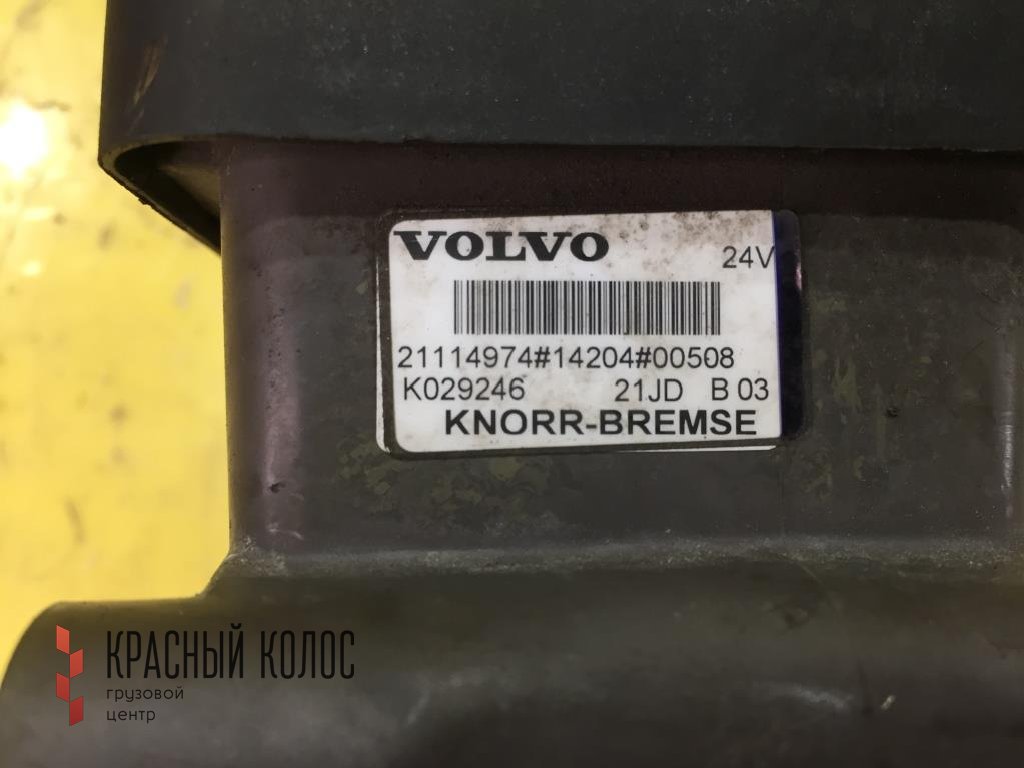 VOLVO
24V
21114974#14204#00508
K029246 21JD B 03
KNORR-BREMSE
КРАСНЫЙ КОЛОС
грузовой
центр